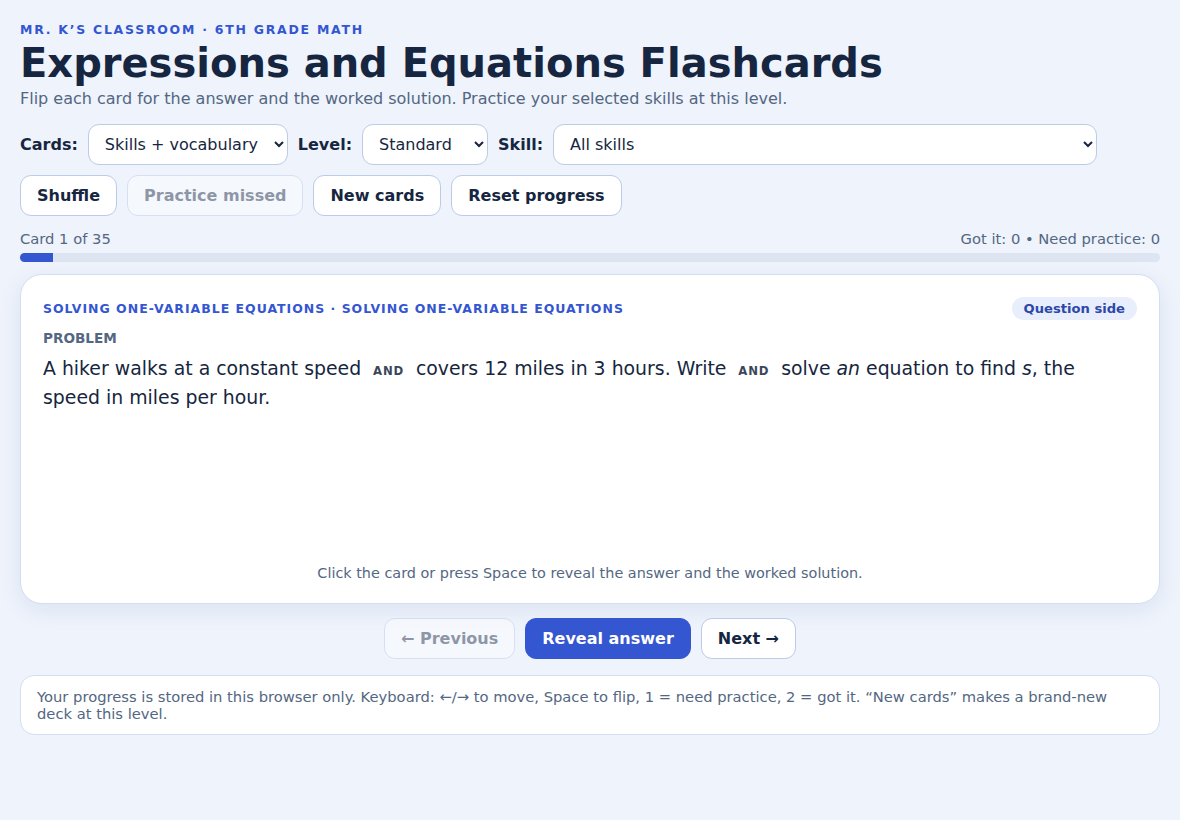 MR. K’S CLASSROOM · 6TH GRADE MATH
Expressions and Equations Flashcards
Flip each card for the answer and the worked solution. Practice your selected skills at this level.
Cards: Skills + vocabulary Level: Standard Skill: All skills
Shuffle Practice missed New cards Reset progress
Card 1 of 35 Got it: 0 • Need practice: 0
SOLVING ONE-VARIABLE EQUATIONS · SOLVING ONE-VARIABLE EQUATIONS Question side
PROBLEM
A hiker walks at a constant speed AND covers 12 miles in 3 hours. Write AND solve an equation to find s, the
speed in miles per hour.
Click the card or press Space to reveal the answer and the worked solution.
← Previous Reveal answer Next →
Your progress is stored in this browser only. Keyboard: ←/→ to move, Space to flip, 1 = need practice, 2 = got it. “New cards” makes a brand-new
deck at this level.